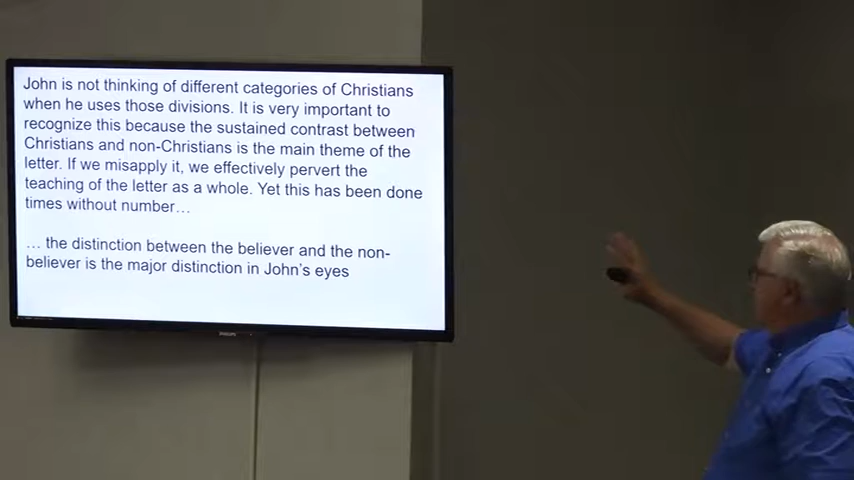 John is not thinking of different categories of Christians
when he uses those divisions. It is very important to
recognize this because the sustained contrast between
Christians and non-Christians is the main theme of the
letter. If we misapply it, we effectively pervert the
teaching of the letter as a whole. Yet this has been done
times without number…
… the distinction between the believer and the non-
believer is the major distinction in John's eyes
PHILIPS